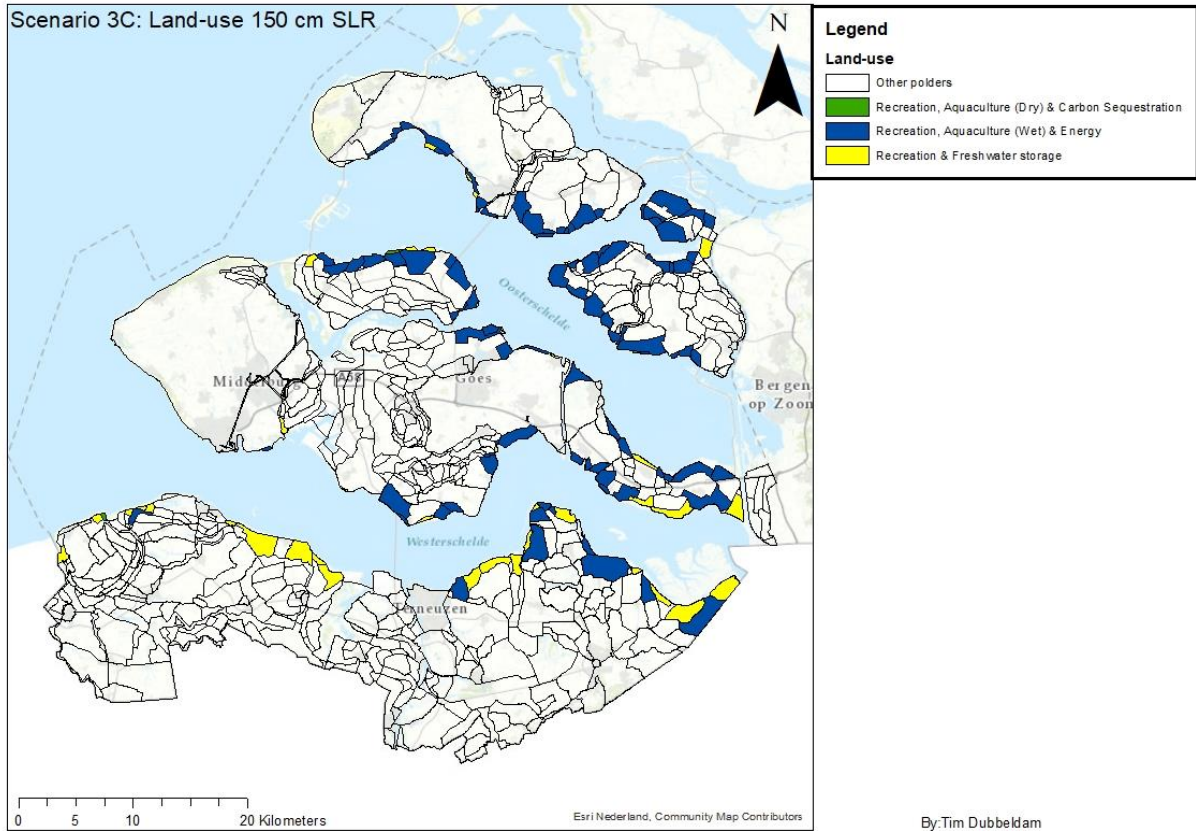 Scenario 3C: Land-use 150 cm SLR
N
Legend
Land-use
Other polders
Recreation, Aquaculture (Dry) & Carbon Sequestration
Recreation, Aquaculture (Wet) & Energy
Recreation & Freshwater storage
Oosterschelde
A58
Goes
Bergen
op Zoom
Westerschelde
Terneuzen
0 5 10 20 Kilometers
Esri Nederland, Community Map Contributors
By:Tim Dubbeldam